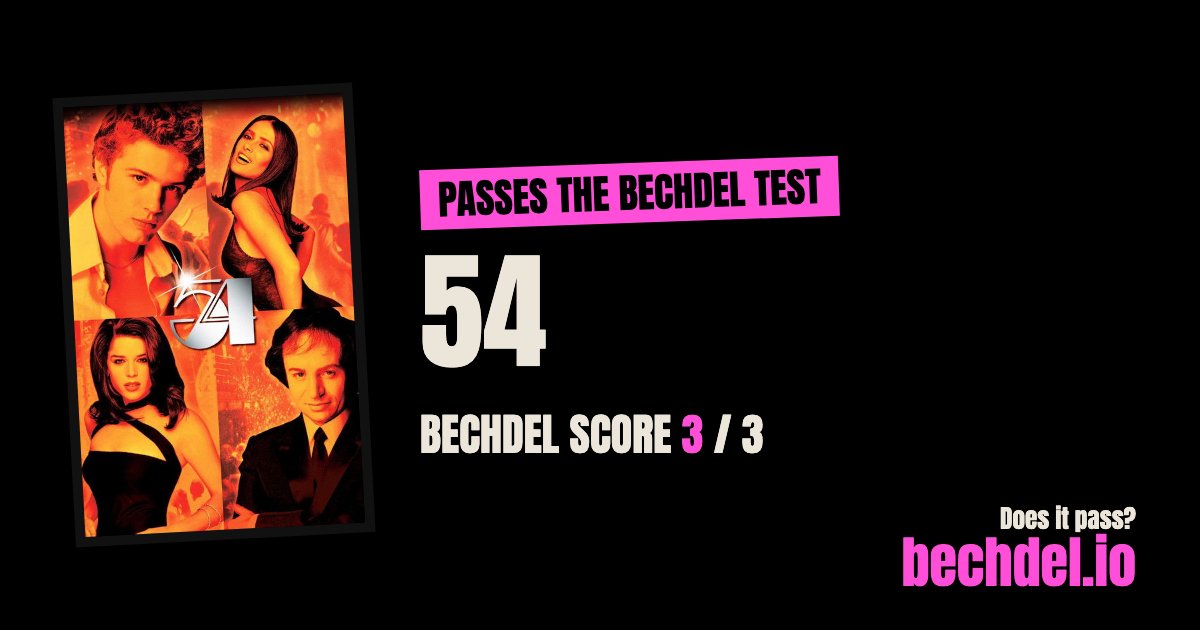 54
PASSES THE BECHDEL TEST
54
BECHDEL SCORE 3 / 3
Does it pass?
bechdel.io